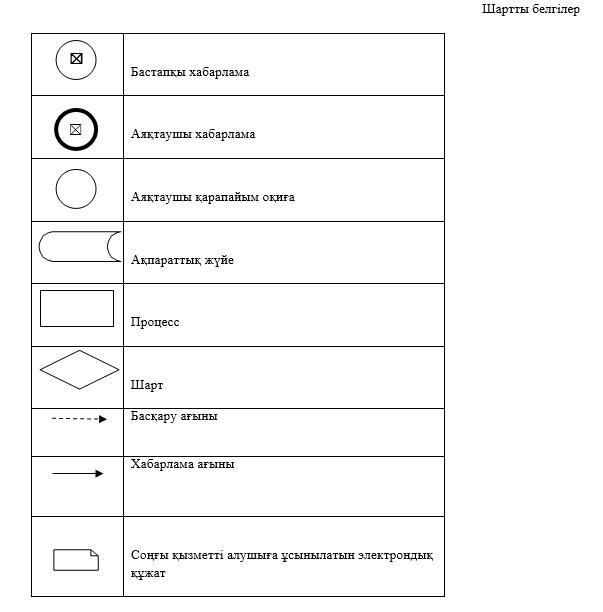 Шартты белгілер
Бастапқы хабарлама
Аяқтаушы хабарлама
Аяқтаушы қарапайым оқиға
Ақпараттық жүйе
Процесс
Шарт
Басқару ағыны
Хабарлама ағыны
Соңғы қызметті алушыға ұсынылатын электрондық
құжат